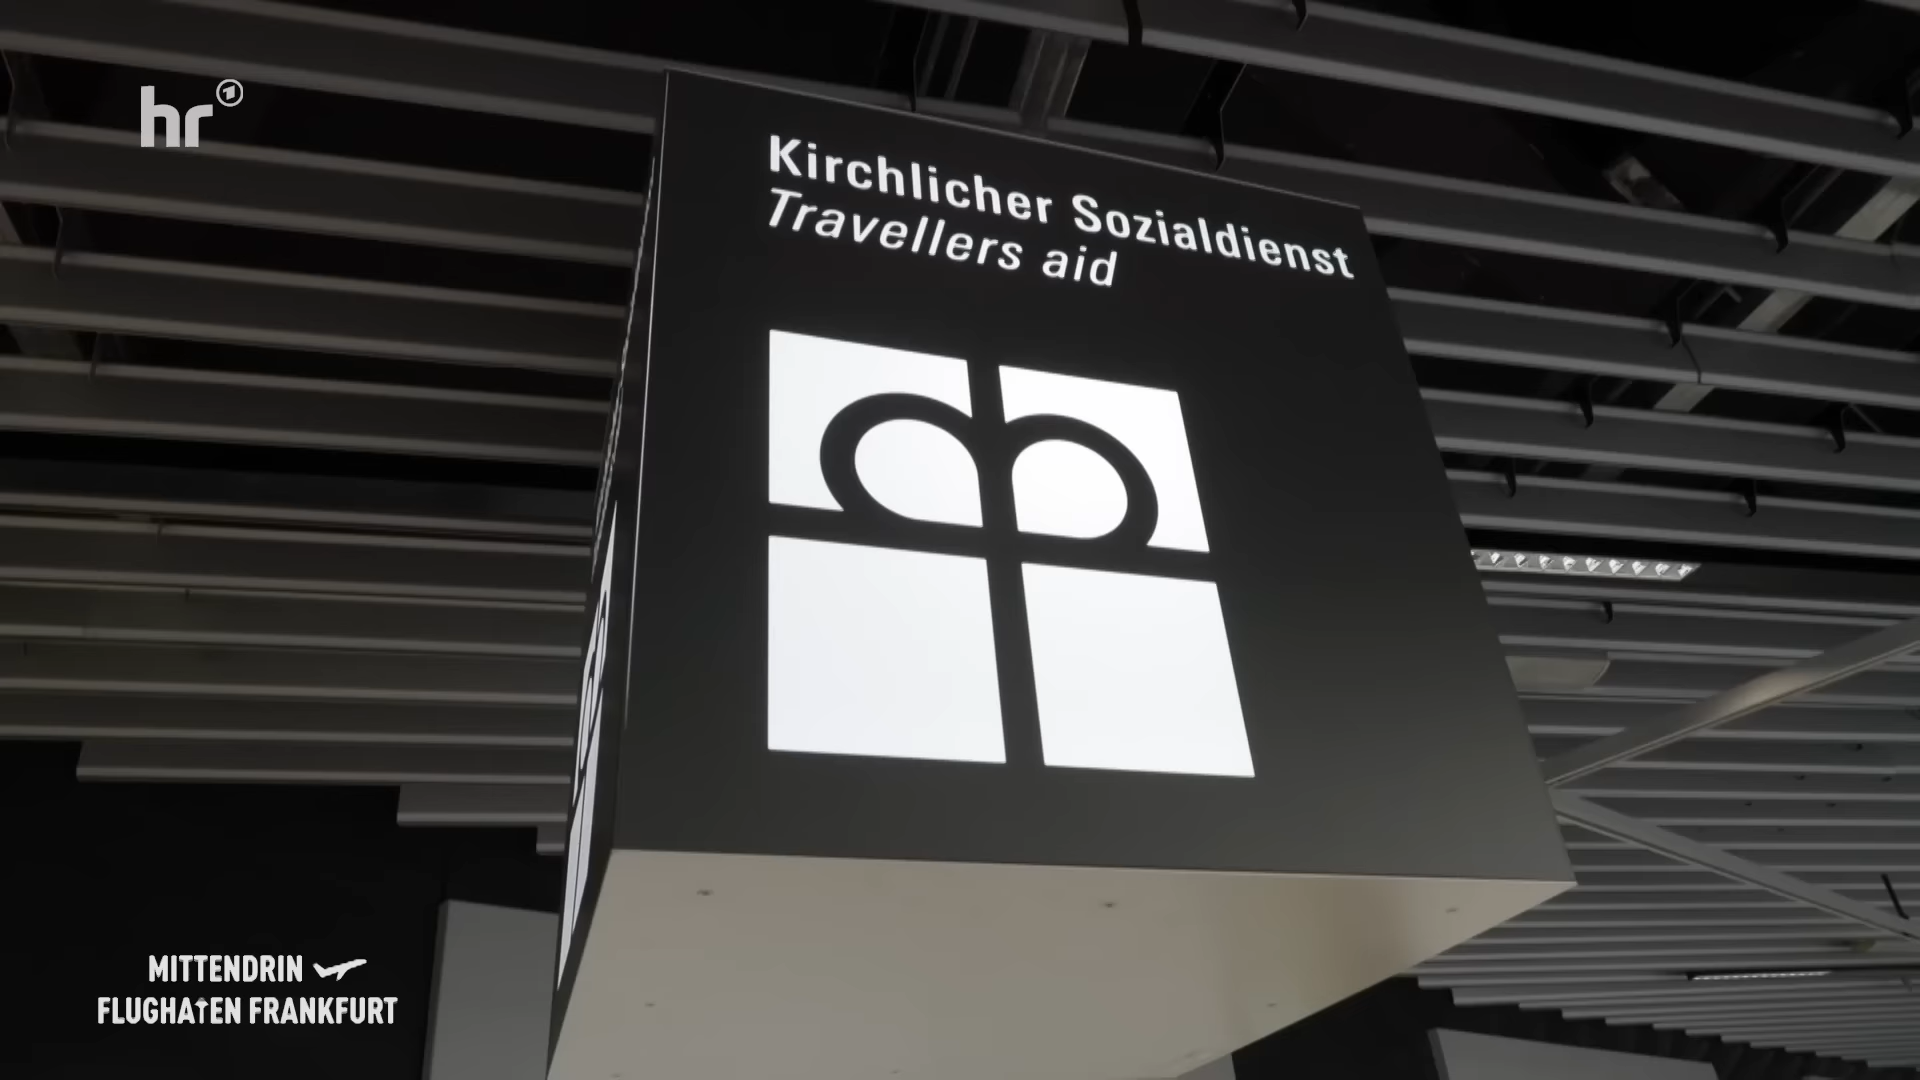 hr
Kirchlicher Sozialdienst
Travellers aid
MITTENDRIN
FLUGHAFEN FRANKFURT